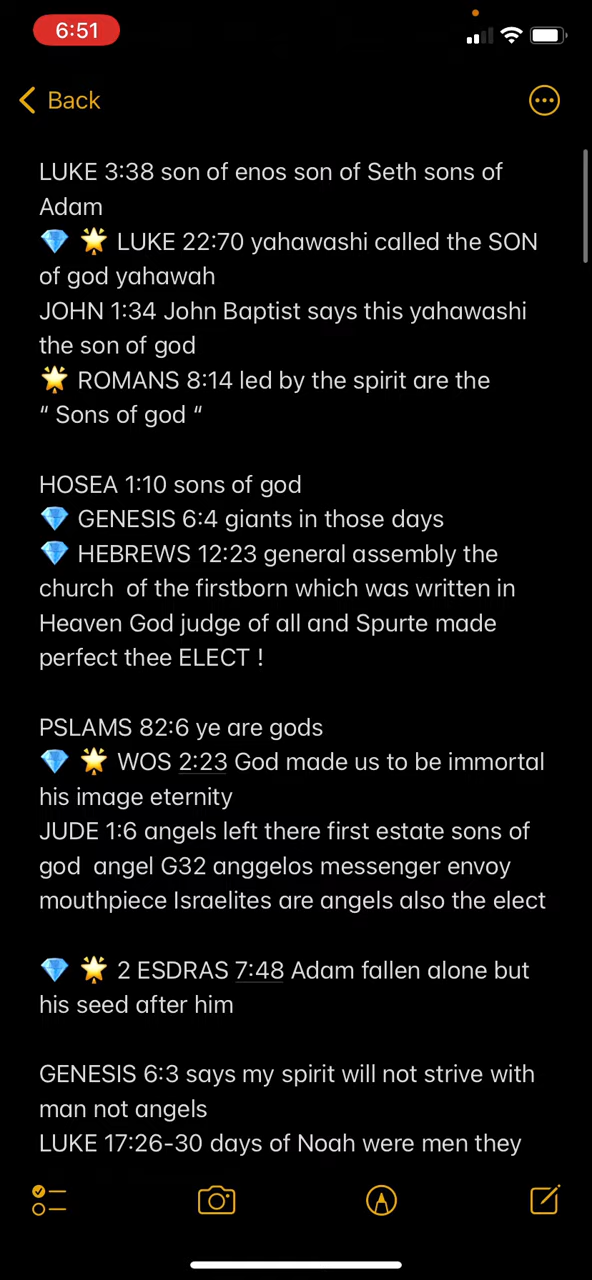 6:51
Back
LUKE 3:38 son of enos son of Seth sons of
Adam
💎 🌟 LUKE 22:70 yahawashi called the SON
of god yahawah
JOHN 1:34 John Baptist says this yahawashi
the son of god
🌟 ROMANS 8:14 led by the spirit are the
“ Sons of god “
HOSEA 1:10 sons of god
💎 GENESIS 6:4 giants in those days
💎 HEBREWS 12:23 general assembly the
church  of the firstborn which was written in
Heaven God judge of all and Spurte made
perfect thee ELECT !
PSLAMS 82:6 ye are gods
💎 🌟 WOS 2:23 God made us to be immortal
his image eternity
JUDE 1:6 angels left there first estate sons of
god  angel G32 anggelos messenger envoy
mouthpiece Israelites are angels also the elect
💎 🌟 2 ESDRAS 7:48 Adam fallen alone but
his seed after him
GENESIS 6:3 says my spirit will not strive with
man not angels
LUKE 17:26-30 days of Noah were men they